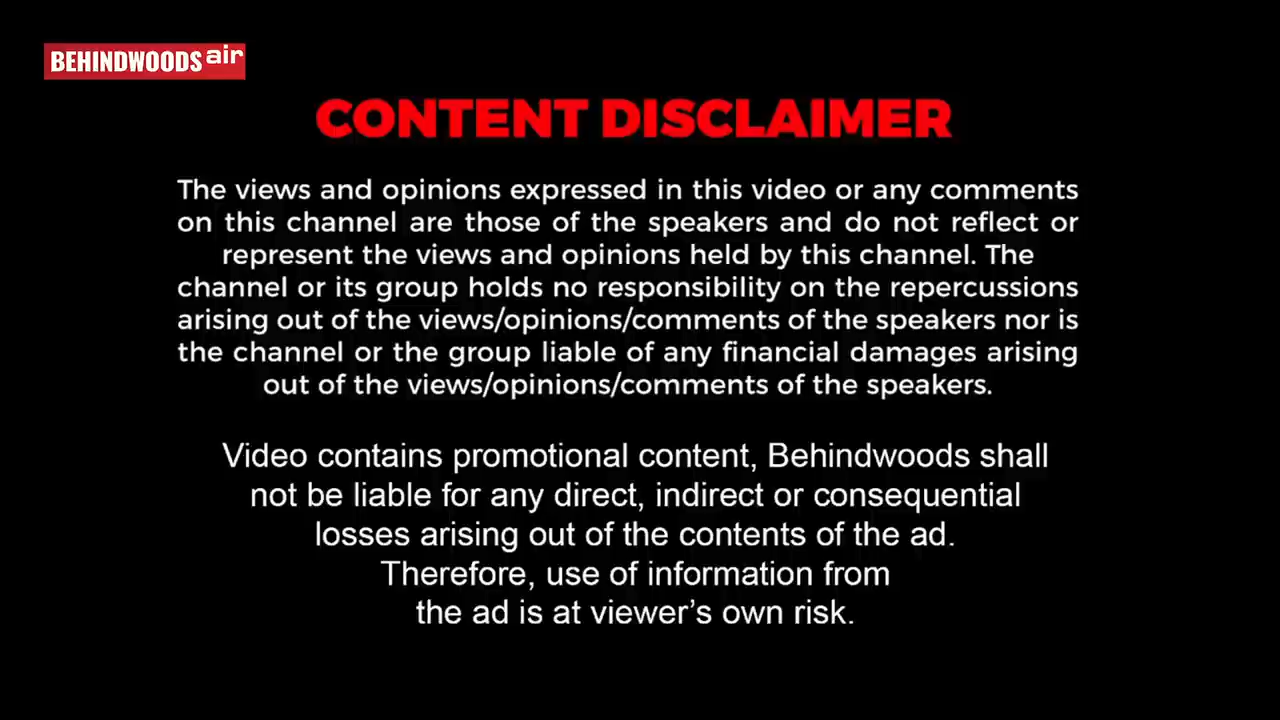 BEHINDWOODS air
CONTENT DISCLAIMER
The views and opinions expressed in this video or any comments
on this channel are those of the speakers and do not reflect or
represent the views and opinions held by this channel. The
channel or its group holds no responsibility on the repercussions
arising out of the views/opinions/comments of the speakers nor is
the channel or the group liable of any financial damages arising
out of the views/opinions/comments of the speakers.
Video contains promotional content, Behindwoods shall
not be liable for any direct, indirect or consequential
losses arising out of the contents of the ad.
Therefore, use of information from
the ad is at viewer’s own risk.